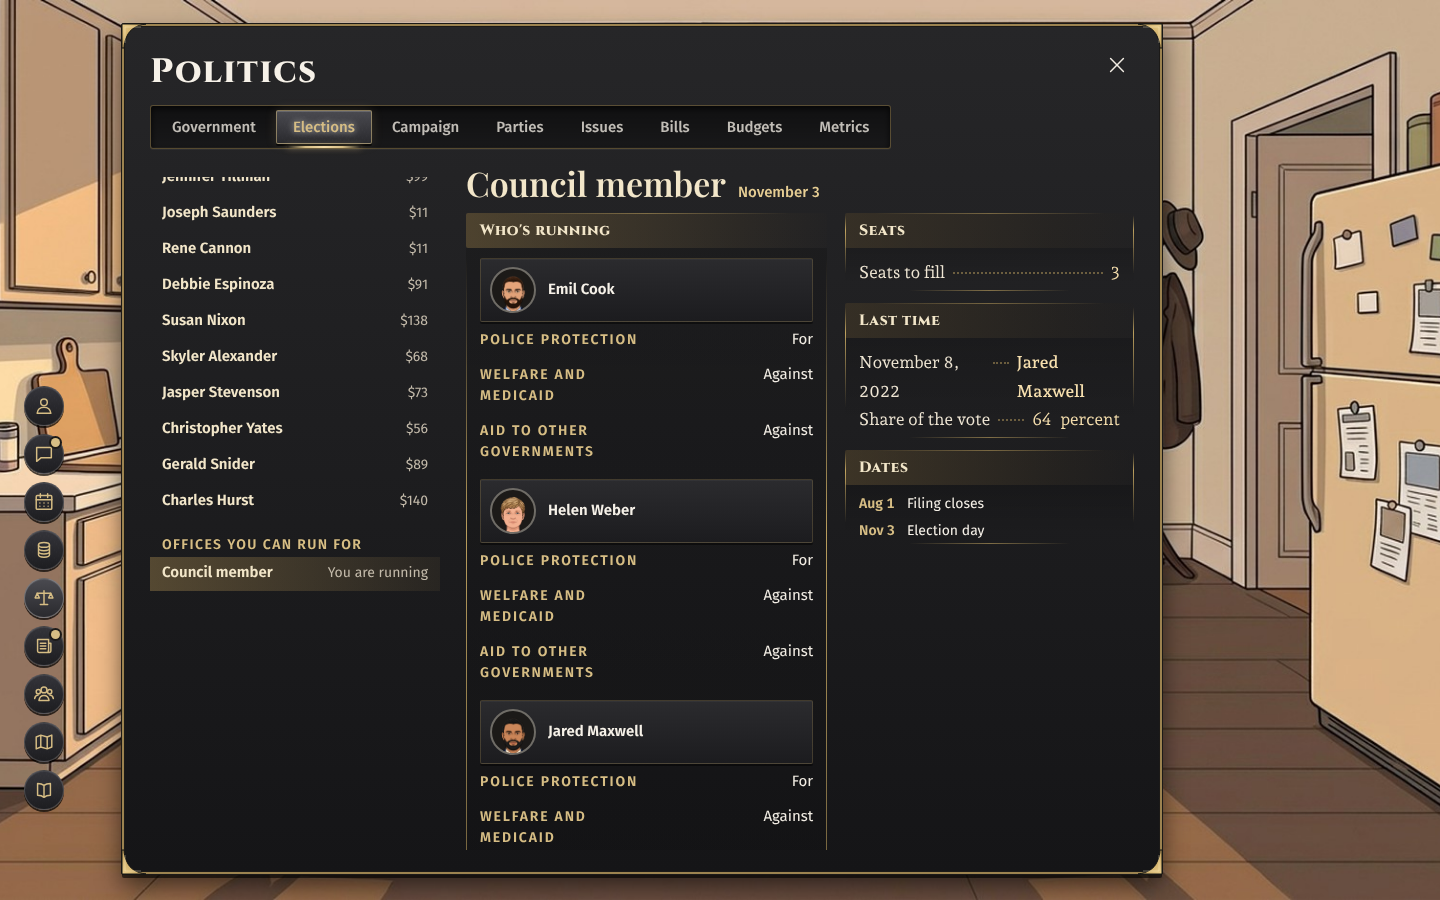 Politics
Government Elections Campaign Parties Issues Bills Budgets Metrics
Jennifer Tillman $99
Joseph Saunders $11
Rene Cannon $11
Debbie Espinoza $91
Susan Nixon $138
Skyler Alexander $68
Jasper Stevenson $73
Christopher Yates $56
Gerald Snider $89
Charles Hurst $140
OFFICES YOU CAN RUN FOR
Council member You are running
Council member November 3
Who's running
Emil Cook
POLICE PROTECTION For
WELFARE AND
MEDICAID Against
AID TO OTHER
GOVERNMENTS Against
Helen Weber
POLICE PROTECTION For
WELFARE AND
MEDICAID Against
AID TO OTHER
GOVERNMENTS Against
Jared Maxwell
POLICE PROTECTION For
WELFARE AND
MEDICAID Against
Seats
Seats to fill 3
Last time
November 8,
2022
Jared
Maxwell
Share of the vote 64 percent
Dates
Aug 1 Filing closes
Nov 3 Election day